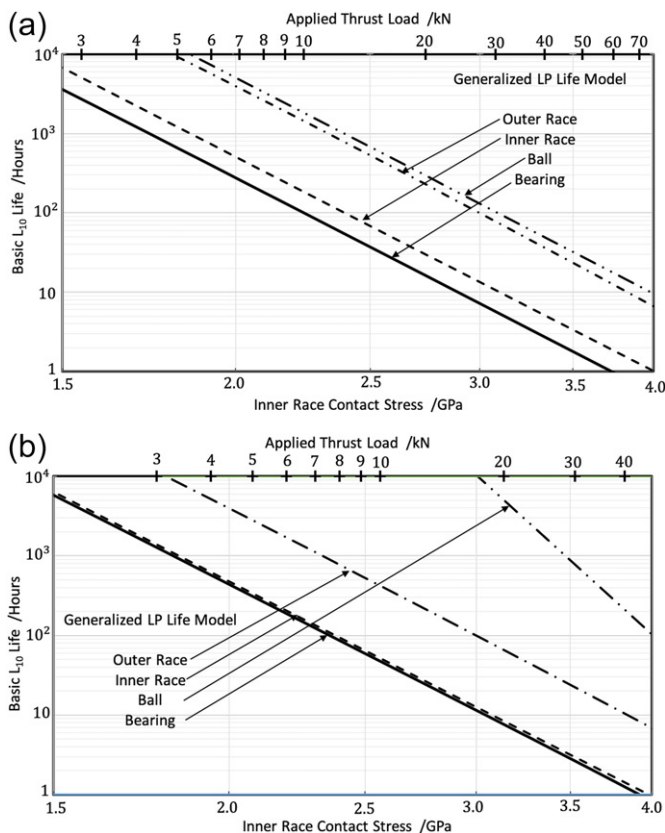 (a)
Applied Thrust Load /kN
3 4 5 6 7 8 9 10 20 30 40 50 60 70
10⁴
Generalized LP Life Model
Outer Race
Inner Race
Ball
Bearing
10³
10²
10
1
Basic L₁₀ Life /Hours
1.5 2.0 2.5 3.0 3.5 4.0
Inner Race Contact Stress /GPa
(b)
Applied Thrust Load /kN
3 4 5 6 7 8 9 10 20 30 40
10⁴
10³
Generalized LP Life Model
Outer Race
Inner Race
Ball
Bearing
10²
10
1
Basic L₁₀ Life /Hours
1.5 2.0 2.5 3.0 3.5 4.0
Inner Race Contact Stress /GPa